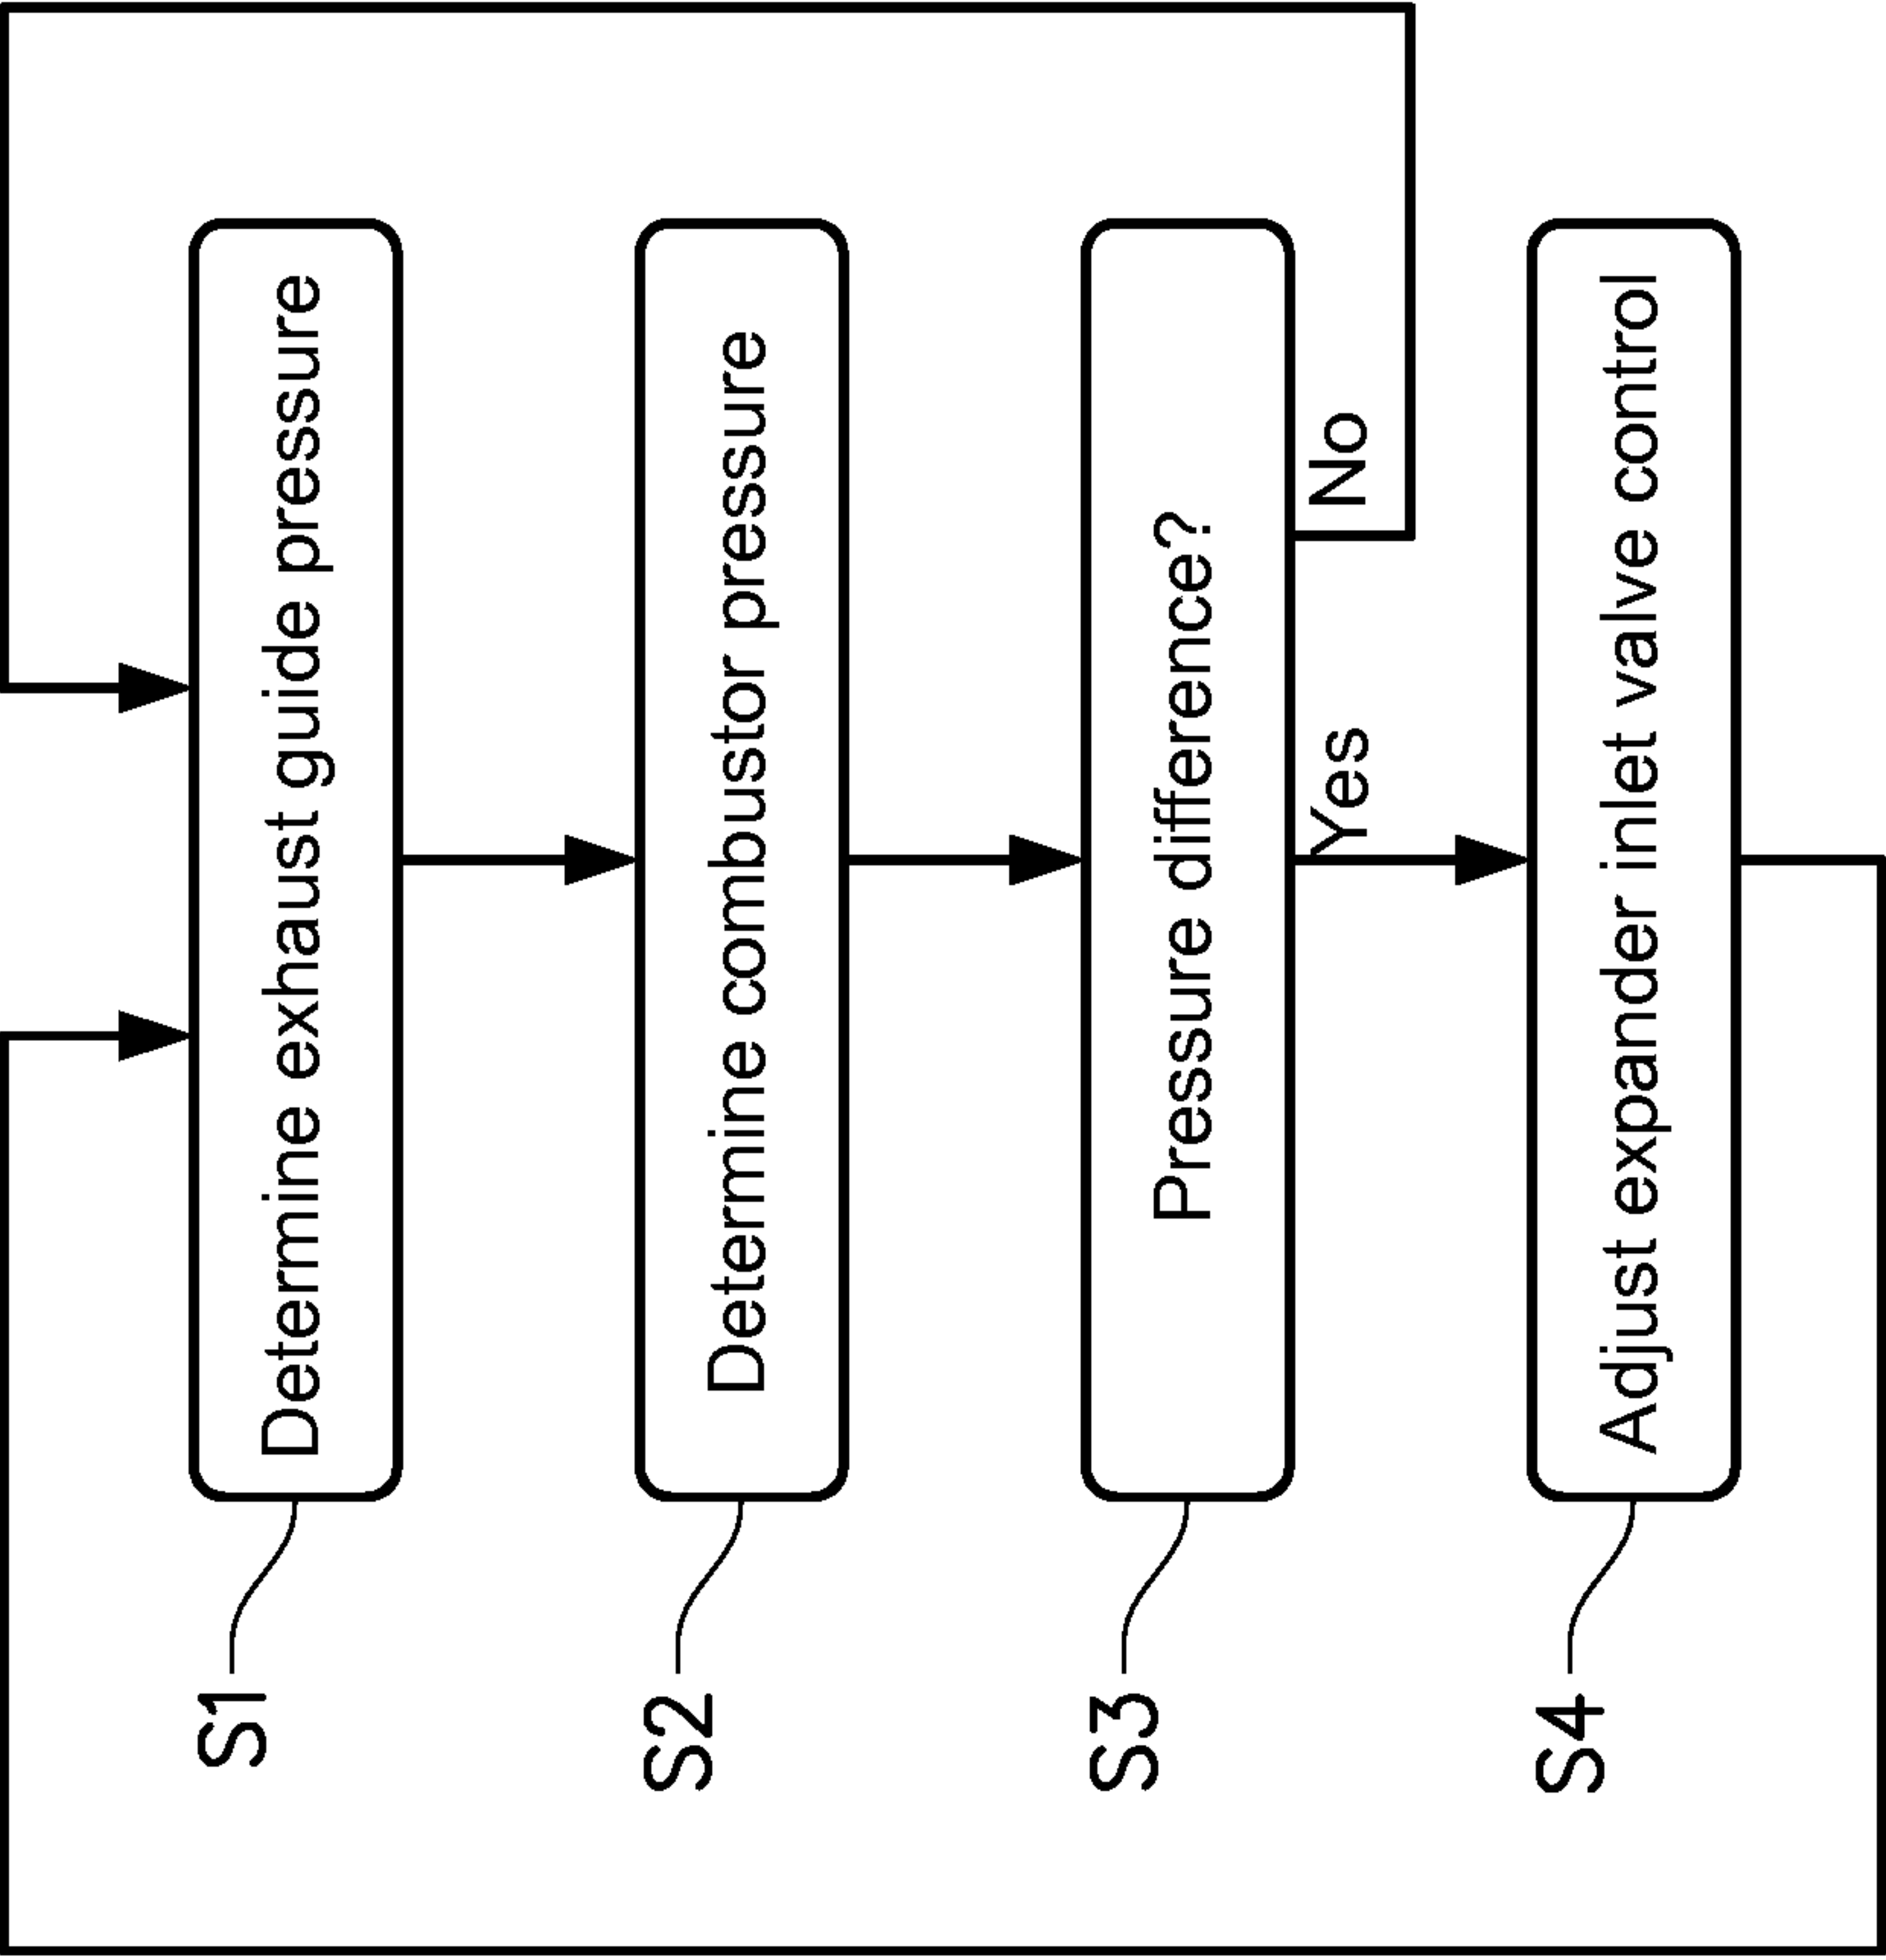 S1
Determine exhaust guide pressure
S2
Determine combustor pressure
S3
Pressure difference?
Yes
No
S4
Adjust expander inlet valve control